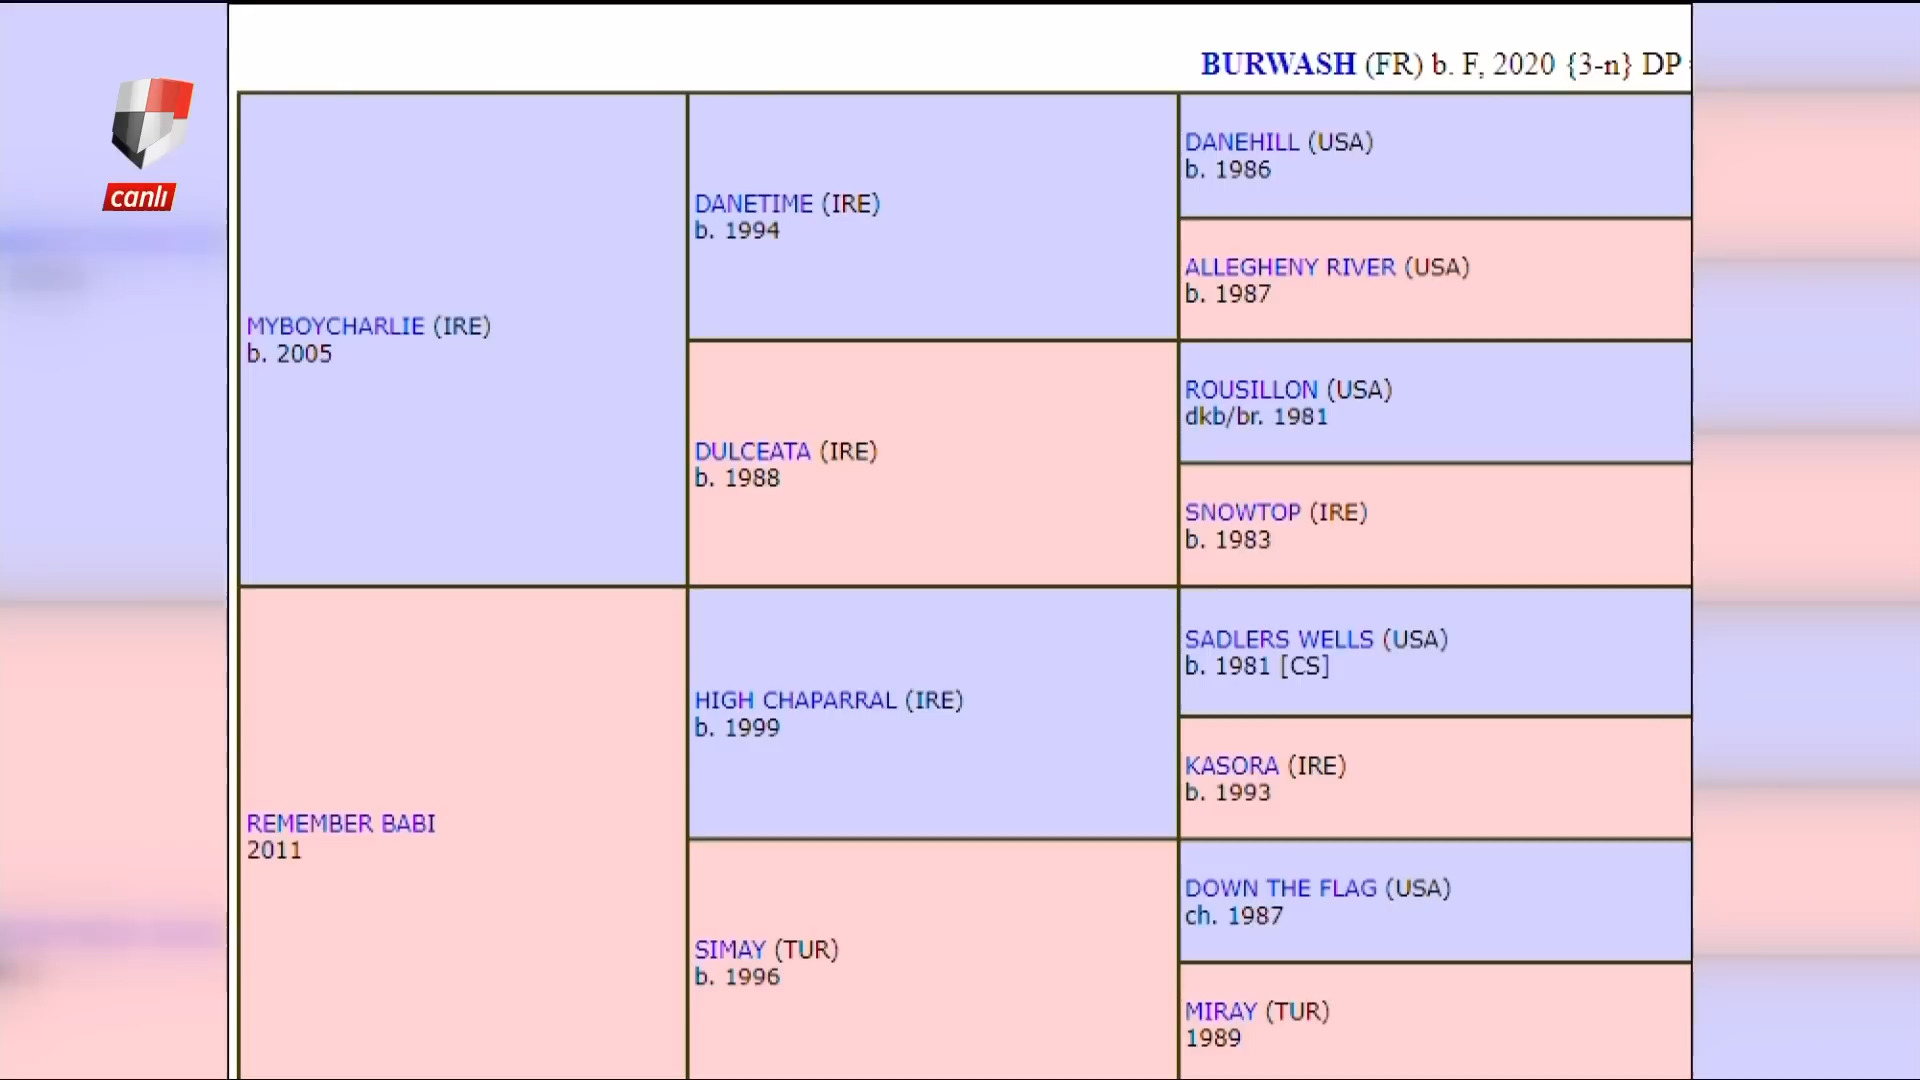 canlı
BURWASH (FR) b. F, 2020 {3-n} DP
MYBOYCHARLIE (IRE)
b. 2005
DANETIME (IRE)
b. 1994
DANEHILL (USA)
b. 1986
ALLEGHENY RIVER (USA)
b. 1987
DULCEATA (IRE)
b. 1988
ROUSILLON (USA)
dkb/br. 1981
SNOWTOP (IRE)
b. 1983
REMEMBER BABI
2011
HIGH CHAPARRAL (IRE)
b. 1999
SADLERS WELLS (USA)
b. 1981 [CS]
KASORA (IRE)
b. 1993
SIMAY (TUR)
b. 1996
DOWN THE FLAG (USA)
ch. 1987
MIRAY (TUR)
1989